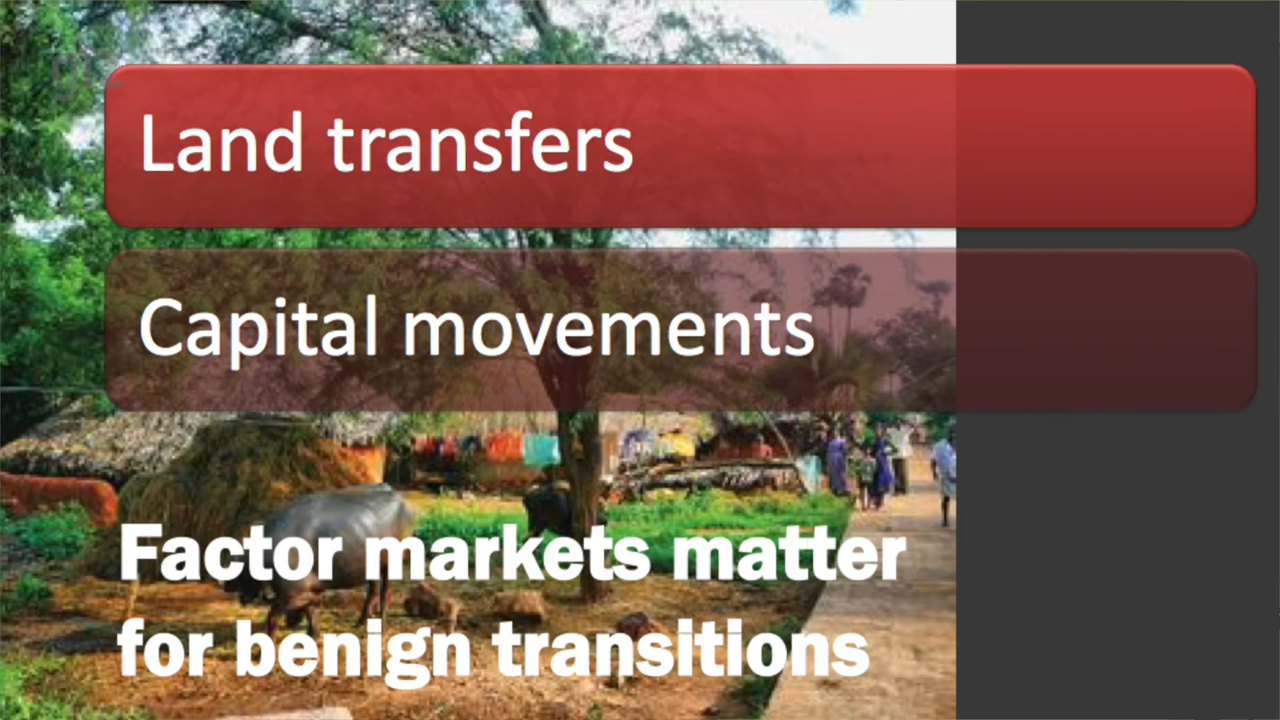 Land transfers
Capital movements
Factor markets matter
for benign transitions